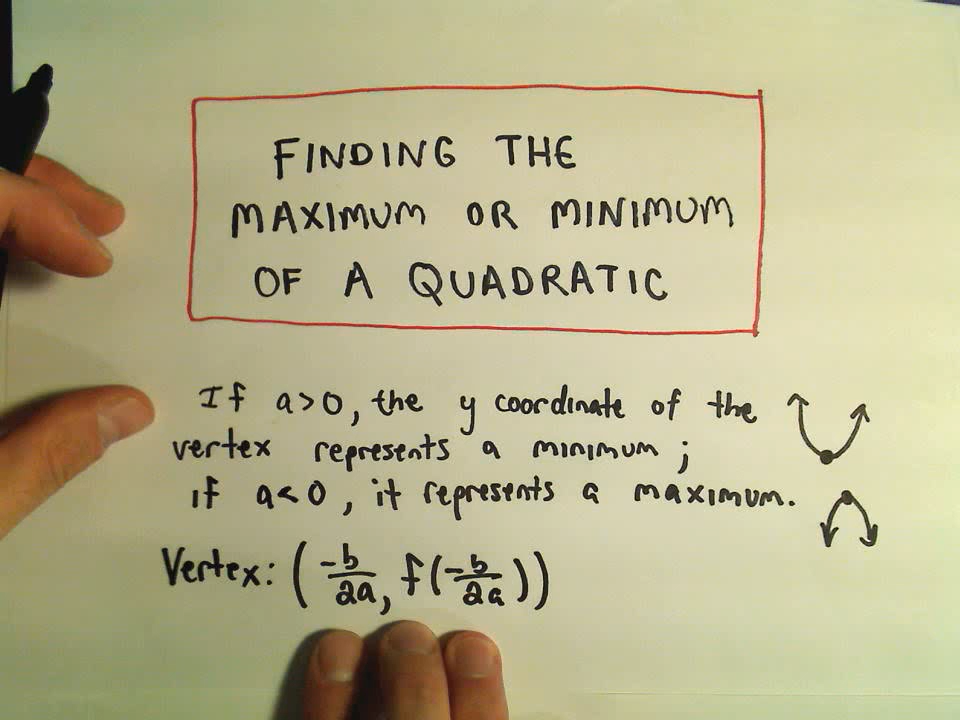 FINDING THE
MAXIMUM OR MINIMUM
OF A QUADRATIC
If a>0, the y coordinate of the
vertex represents a minimum;
if a<0, it represents a maximum.
Vertex: (-b/2a, f(-b/2a))